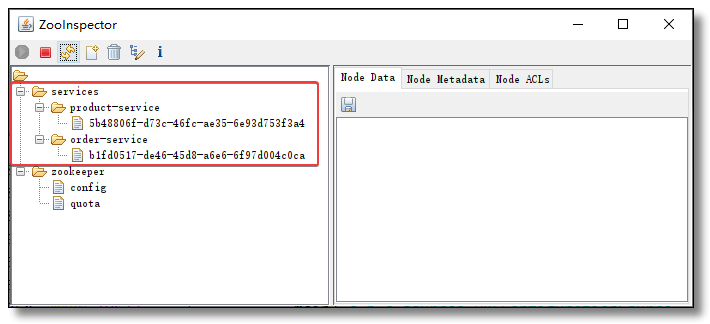 ZooInspector
Node Data Node Metadata Node ACLs
services
product-service
5b48806f-d73c-46fc-ae35-6e93d753f3a4
order-service
b1fd0517-de46-45d8-a6e6-6f97d004c0ca
zookeeper
config
quota